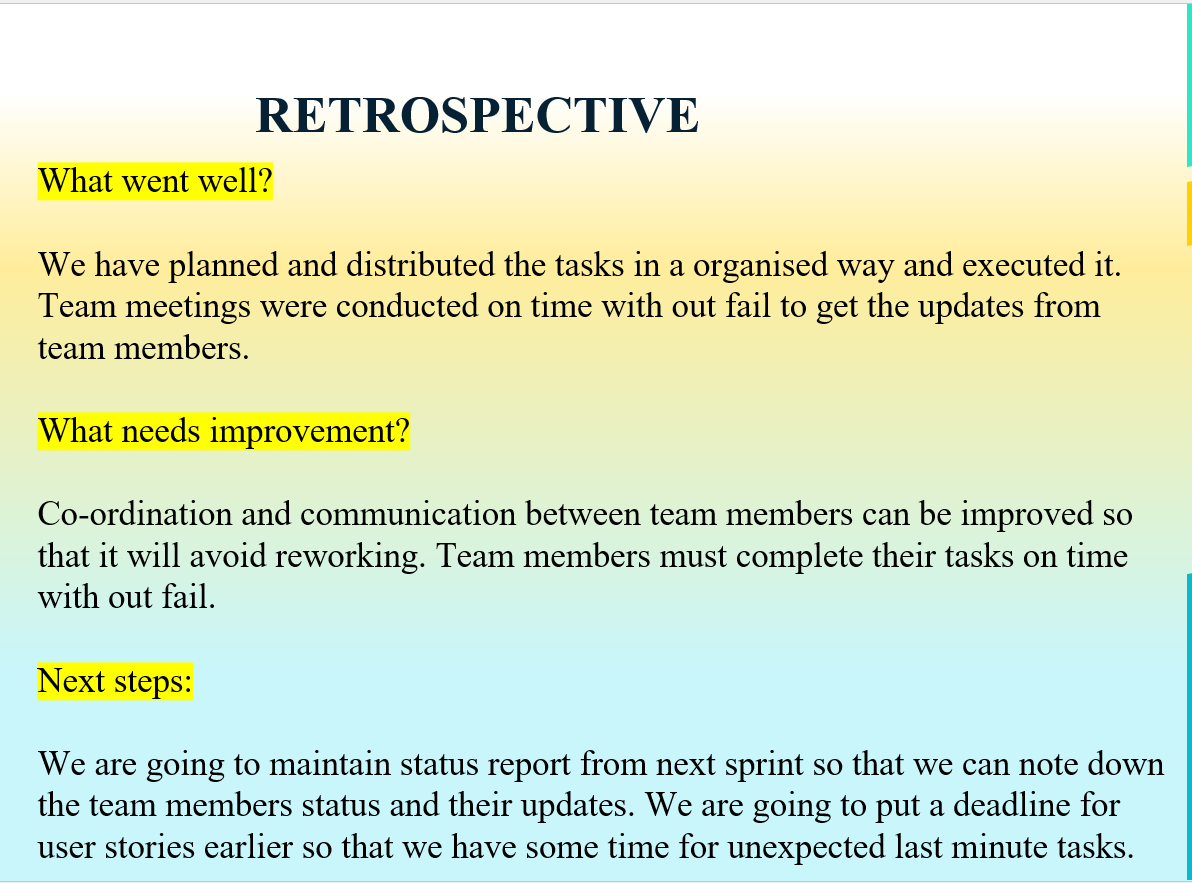 RETROSPECTIVE
What went well?
We have planned and distributed the tasks in a organised way and executed it.
Team meetings were conducted on time with out fail to get the updates from
team members.
What needs improvement?
Co-ordination and communication between team members can be improved so
that it will avoid reworking. Team members must complete their tasks on time
with out fail.
Next steps:
We are going to maintain status report from next sprint so that we can note down
the team members status and their updates. We are going to put a deadline for
user stories earlier so that we have some time for unexpected last minute tasks.